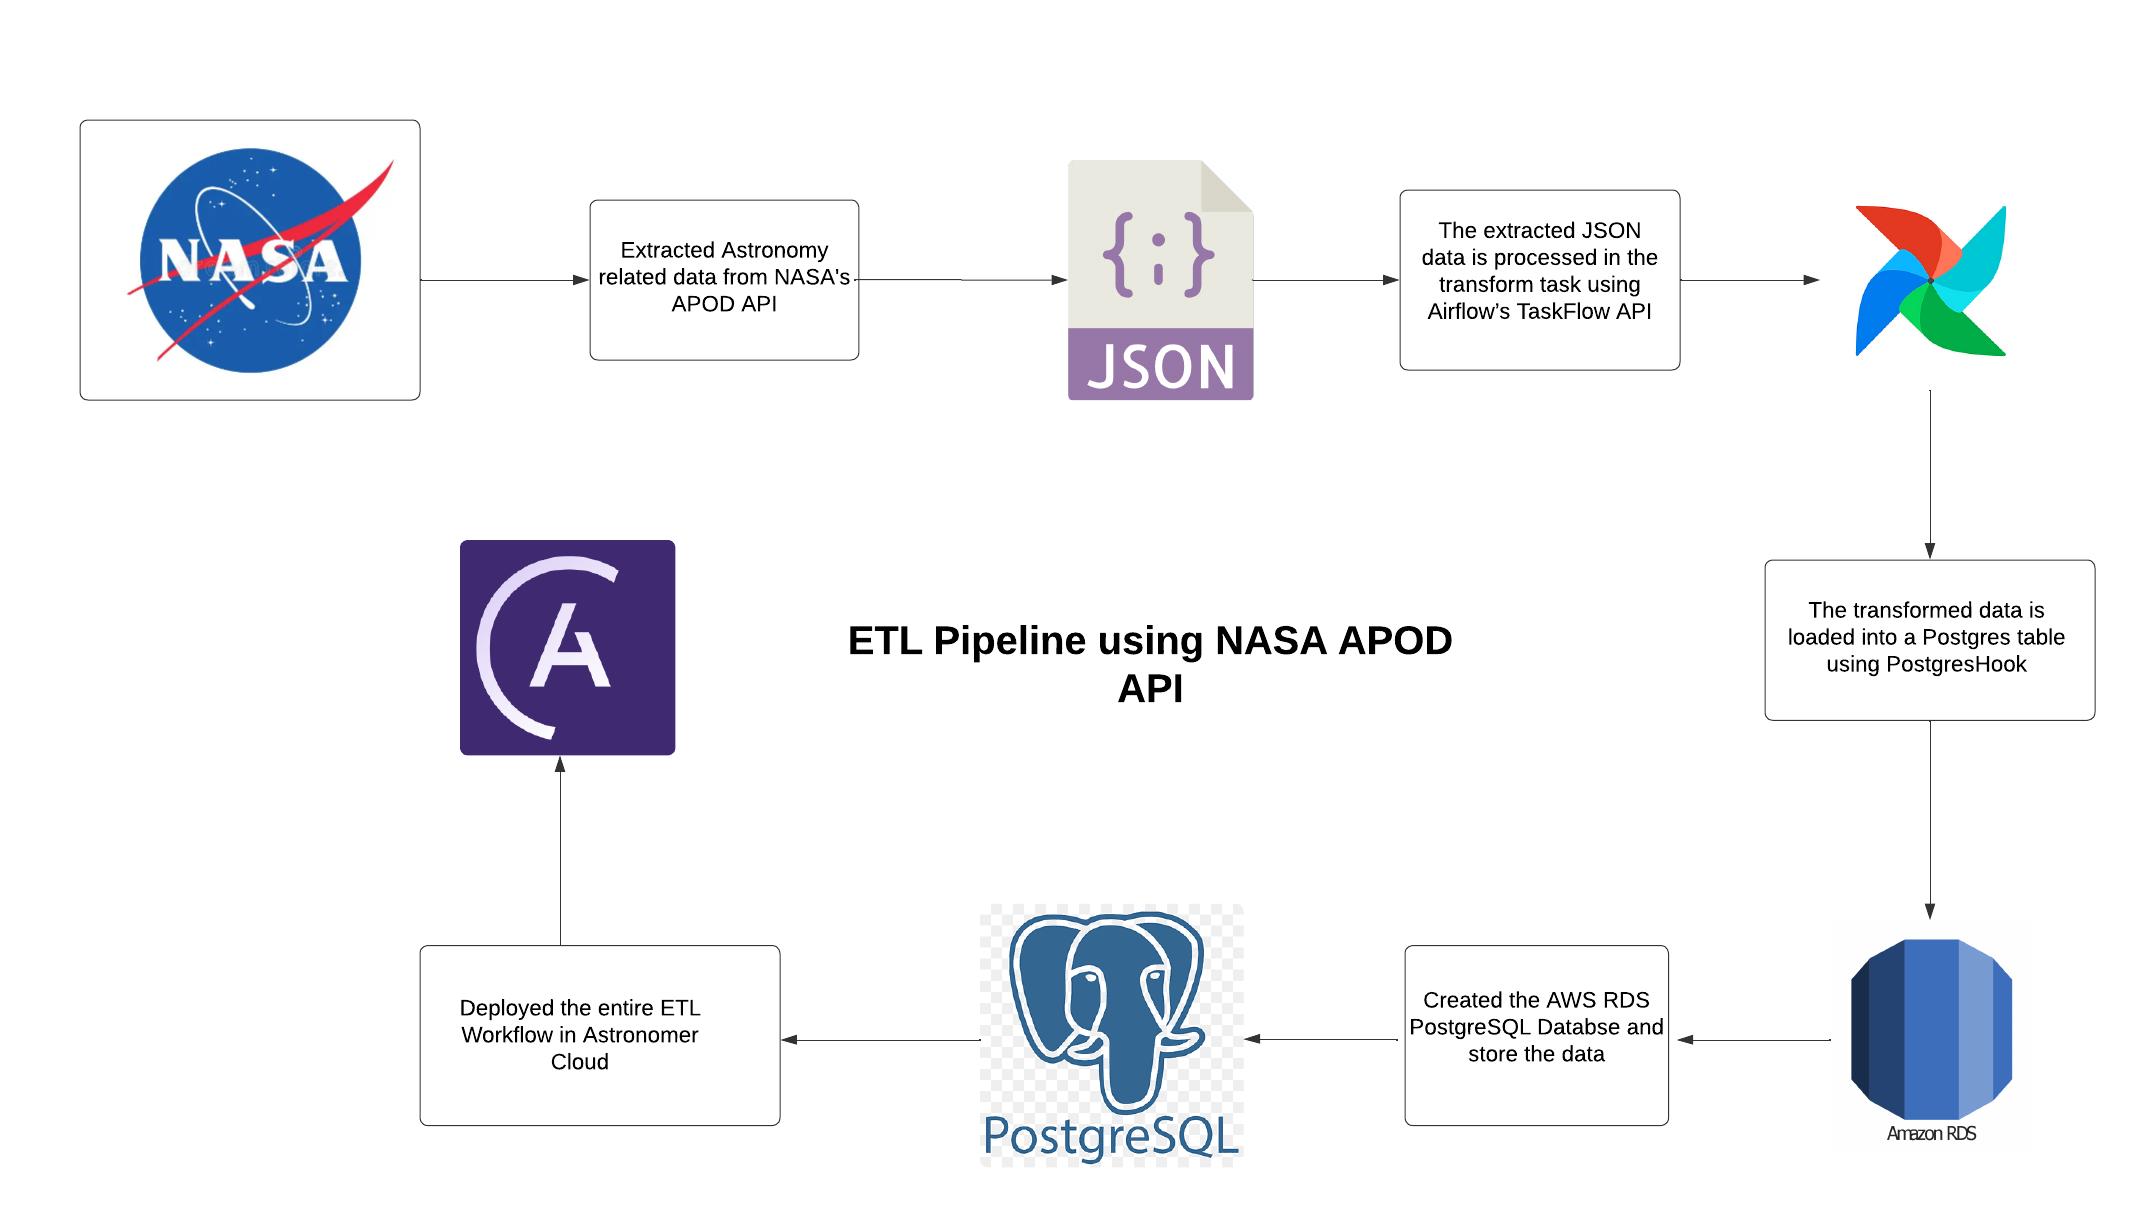 NASA
Extracted Astronomy
related data from NASA's
APOD API
{;}
JSON
The extracted JSON
data is processed in the
transform task using
Airflow’s TaskFlow API
The transformed data is
loaded into a Postgres table
using PostgresHook
A
ETL Pipeline using NASA APOD
API
Deployed the entire ETL
Workflow in Astronomer
Cloud
PostgreSQL
Created the AWS RDS
PostgreSQL Databse and
store the data
Amazon RDS